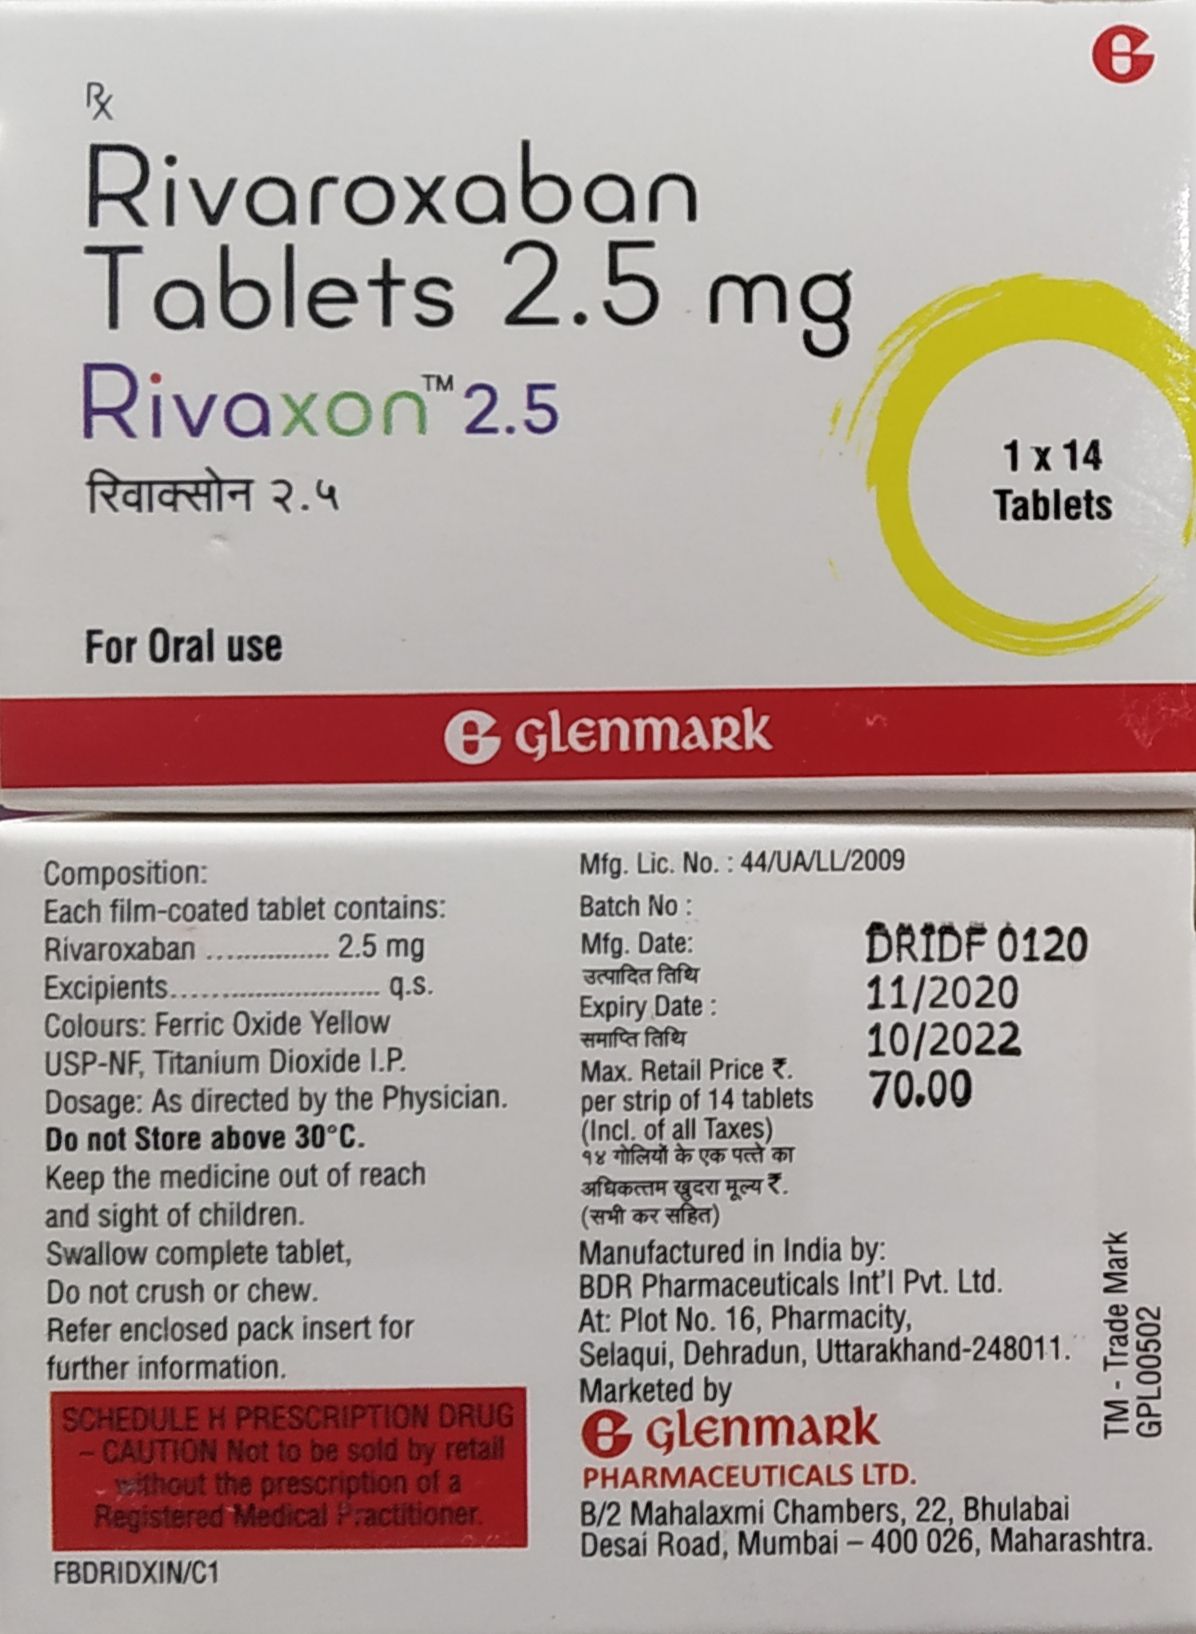 Rx
Rivaroxaban
Tablets 2.5 mg
Rivaxon™ 2.5
रिवाक्सोन २.५
1 x 14
Tablets
For Oral use
GLENMARK
Composition:
Each film-coated tablet contains:
Rivaroxaban ............... 2.5 mg
Excipients........................... q.s.
Colours: Ferric Oxide Yellow
USP-NF, Titanium Dioxide I.P.
Dosage: As directed by the Physician.
Do not Store above 30°C.
Keep the medicine out of reach
and sight of children.
Swallow complete tablet,
Do not crush or chew.
Refer enclosed pack insert for
further information.
SCHEDULE H PRESCRIPTION DRUG
– CAUTION Not to be sold by retail
without the prescription of a
Registered Medical Practitioner.
FBDRIDXIN/C1
Mfg. Lic. No. : 44/UA/LL/2009
Batch No :
Mfg. Date:
उत्पादित तिथि
Expiry Date :
समाप्ति तिथि
Max. Retail Price ₹.
per strip of 14 tablets
(Incl. of all Taxes)
१४ गोलियों के एक पत्ते का
अधिकत्तम खुदरा मूल्य ₹.
(सभी कर सहित)
DRIDF 0120
11/2020
10/2022
70.00
Manufactured in India by:
BDR Pharmaceuticals Int'l Pvt. Ltd.
At: Plot No. 16, Pharmacity,
Selaqui, Dehradun, Uttarakhand-248011.
Marketed by
GLENMARK
PHARMACEUTICALS LTD.
B/2 Mahalaxmi Chambers, 22, Bhulabai
Desai Road, Mumbai – 400 026, Maharashtra.
TM - Trade Mark
GPL00502